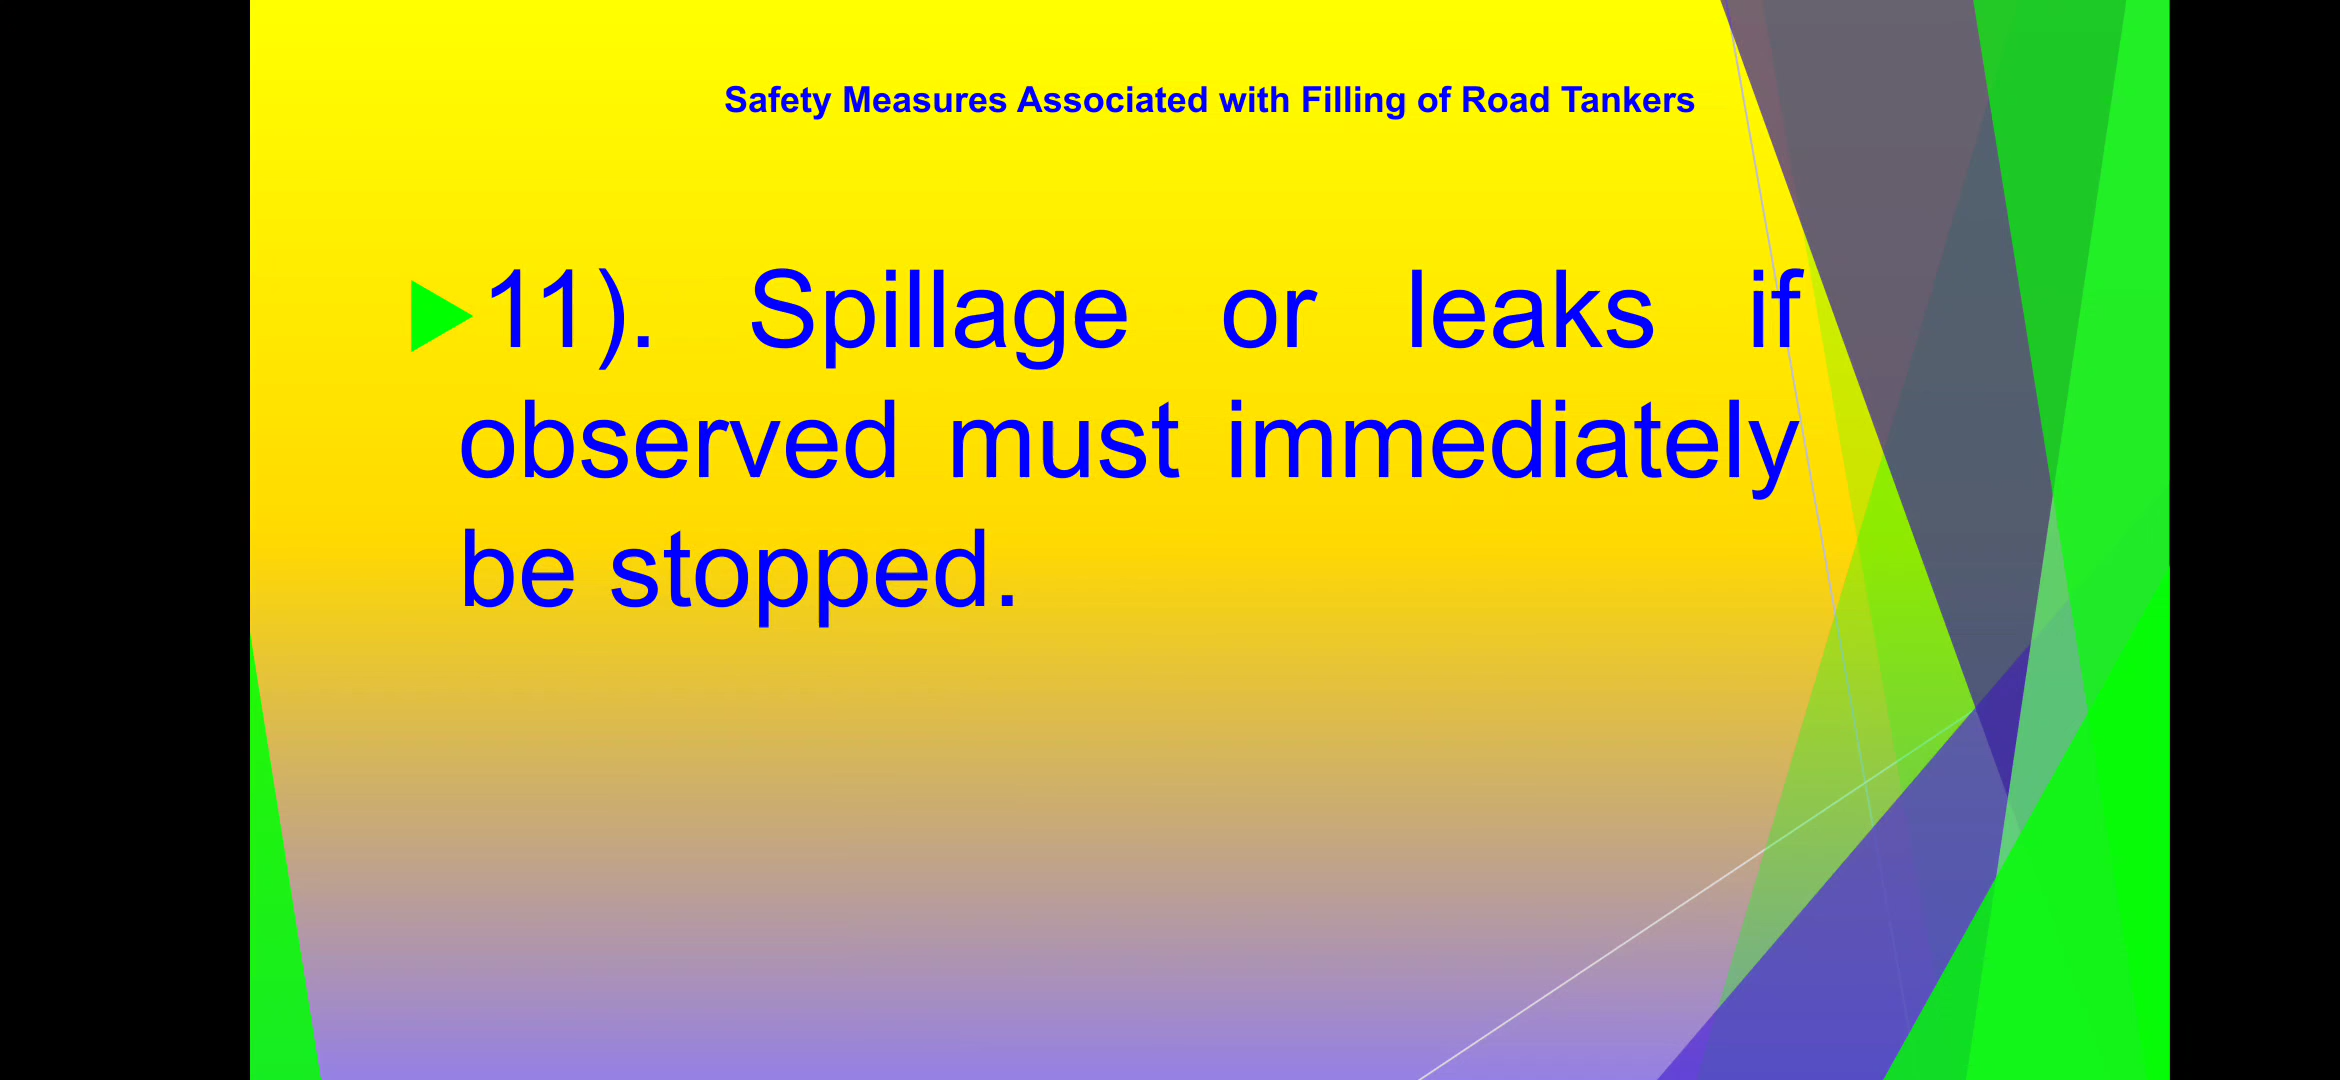 Safety Measures Associated with Filling of Road Tankers
11). Spillage or leaks if
observed must immediately
be stopped.